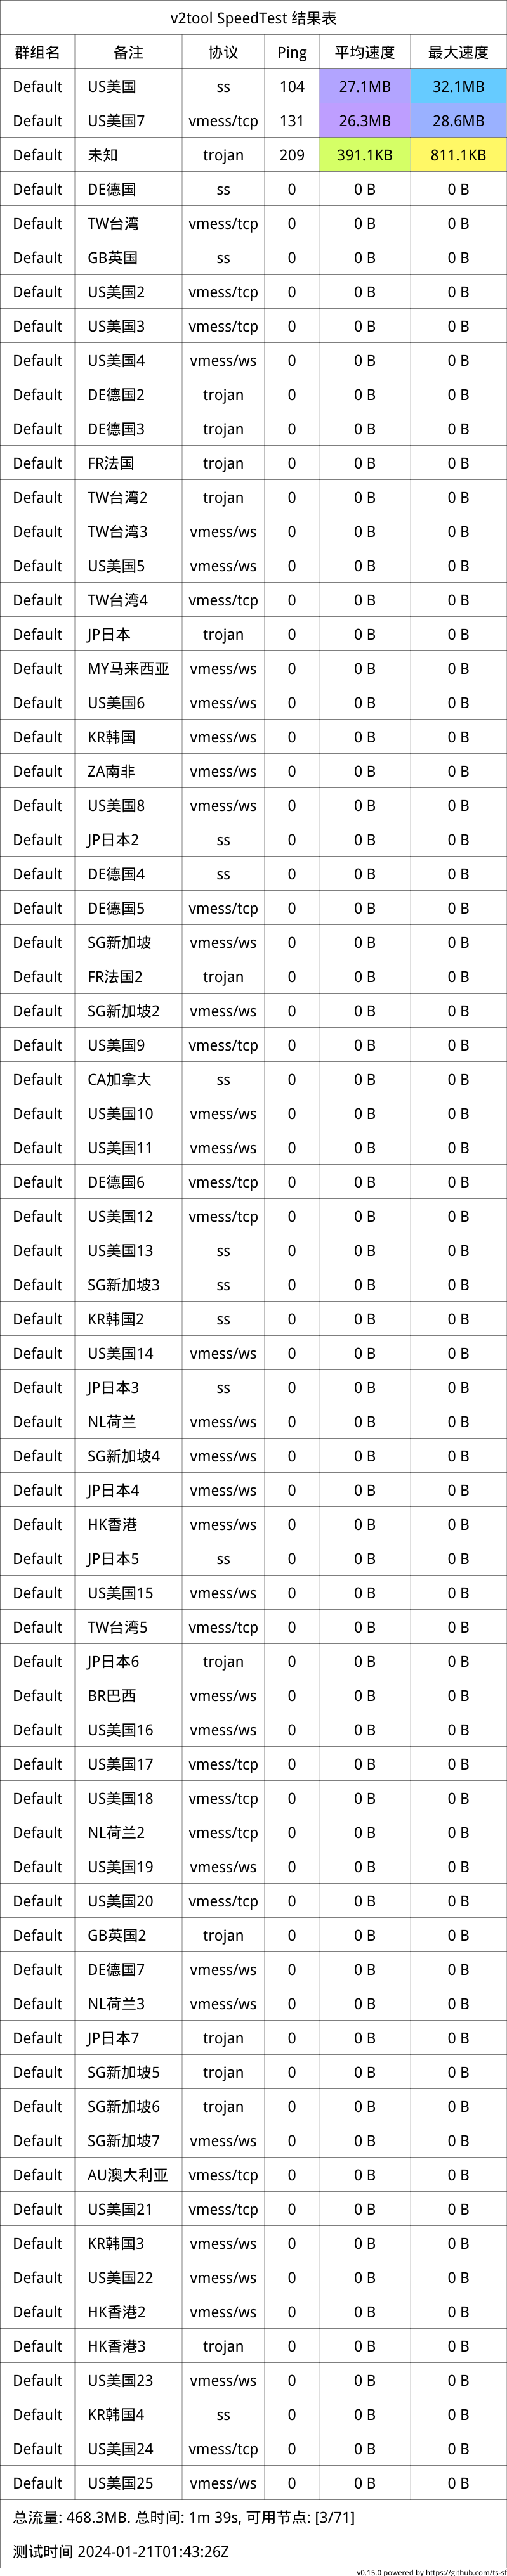 v2tool SpeedTest 结果表
群组名 备注 协议 Ping 平均速度 最大速度
Default US美国 ss 104 27.1MB 32.1MB
Default US美国7 vmess/tcp 131 26.3MB 28.6MB
Default 未知 trojan 209 391.1KB 811.1KB
Default DE德国 ss 0 0 B 0 B
Default TW台湾 vmess/tcp 0 0 B 0 B
Default GB英国 ss 0 0 B 0 B
Default US美国2 vmess/tcp 0 0 B 0 B
Default US美国3 vmess/tcp 0 0 B 0 B
Default US美国4 vmess/ws 0 0 B 0 B
Default DE德国2 trojan 0 0 B 0 B
Default DE德国3 trojan 0 0 B 0 B
Default FR法国 trojan 0 0 B 0 B
Default TW台湾2 trojan 0 0 B 0 B
Default TW台湾3 vmess/ws 0 0 B 0 B
Default US美国5 vmess/ws 0 0 B 0 B
Default TW台湾4 vmess/tcp 0 0 B 0 B
Default JP日本 trojan 0 0 B 0 B
Default MY马来西亚 vmess/ws 0 0 B 0 B
Default US美国6 vmess/ws 0 0 B 0 B
Default KR韩国 vmess/ws 0 0 B 0 B
Default ZA南非 vmess/ws 0 0 B 0 B
Default US美国8 vmess/ws 0 0 B 0 B
Default JP日本2 ss 0 0 B 0 B
Default DE德国4 ss 0 0 B 0 B
Default DE德国5 vmess/tcp 0 0 B 0 B
Default SG新加坡 vmess/ws 0 0 B 0 B
Default FR法国2 trojan 0 0 B 0 B
Default SG新加坡2 vmess/ws 0 0 B 0 B
Default US美国9 vmess/tcp 0 0 B 0 B
Default CA加拿大 ss 0 0 B 0 B
Default US美国10 vmess/ws 0 0 B 0 B
Default US美国11 vmess/ws 0 0 B 0 B
Default DE德国6 vmess/tcp 0 0 B 0 B
Default US美国12 vmess/tcp 0 0 B 0 B
Default US美国13 ss 0 0 B 0 B
Default SG新加坡3 ss 0 0 B 0 B
Default KR韩国2 ss 0 0 B 0 B
Default US美国14 vmess/ws 0 0 B 0 B
Default JP日本3 ss 0 0 B 0 B
Default NL荷兰 vmess/ws 0 0 B 0 B
Default SG新加坡4 vmess/ws 0 0 B 0 B
Default JP日本4 vmess/ws 0 0 B 0 B
Default HK香港 vmess/ws 0 0 B 0 B
Default JP日本5 ss 0 0 B 0 B
Default US美国15 vmess/ws 0 0 B 0 B
Default TW台湾5 vmess/tcp 0 0 B 0 B
Default JP日本6 trojan 0 0 B 0 B
Default BR巴西 vmess/ws 0 0 B 0 B
Default US美国16 vmess/ws 0 0 B 0 B
Default US美国17 vmess/tcp 0 0 B 0 B
Default US美国18 vmess/tcp 0 0 B 0 B
Default NL荷兰2 vmess/tcp 0 0 B 0 B
Default US美国19 vmess/ws 0 0 B 0 B
Default US美国20 vmess/tcp 0 0 B 0 B
Default GB英国2 trojan 0 0 B 0 B
Default DE德国7 vmess/ws 0 0 B 0 B
Default NL荷兰3 vmess/ws 0 0 B 0 B
Default JP日本7 trojan 0 0 B 0 B
Default SG新加坡5 trojan 0 0 B 0 B
Default SG新加坡6 trojan 0 0 B 0 B
Default SG新加坡7 vmess/ws 0 0 B 0 B
Default AU澳大利亚 vmess/tcp 0 0 B 0 B
Default US美国21 vmess/tcp 0 0 B 0 B
Default KR韩国3 vmess/ws 0 0 B 0 B
Default US美国22 vmess/ws 0 0 B 0 B
Default HK香港2 vmess/ws 0 0 B 0 B
Default HK香港3 trojan 0 0 B 0 B
Default US美国23 vmess/ws 0 0 B 0 B
Default KR韩国4 ss 0 0 B 0 B
Default US美国24 vmess/tcp 0 0 B 0 B
Default US美国25 vmess/ws 0 0 B 0 B
总流量: 468.3MB. 总时间: 1m 39s, 可用节点: [3/71]
测试时间 2024-01-21T01:43:26Z
v0.15.0 powered by https://github.com/ts-sf